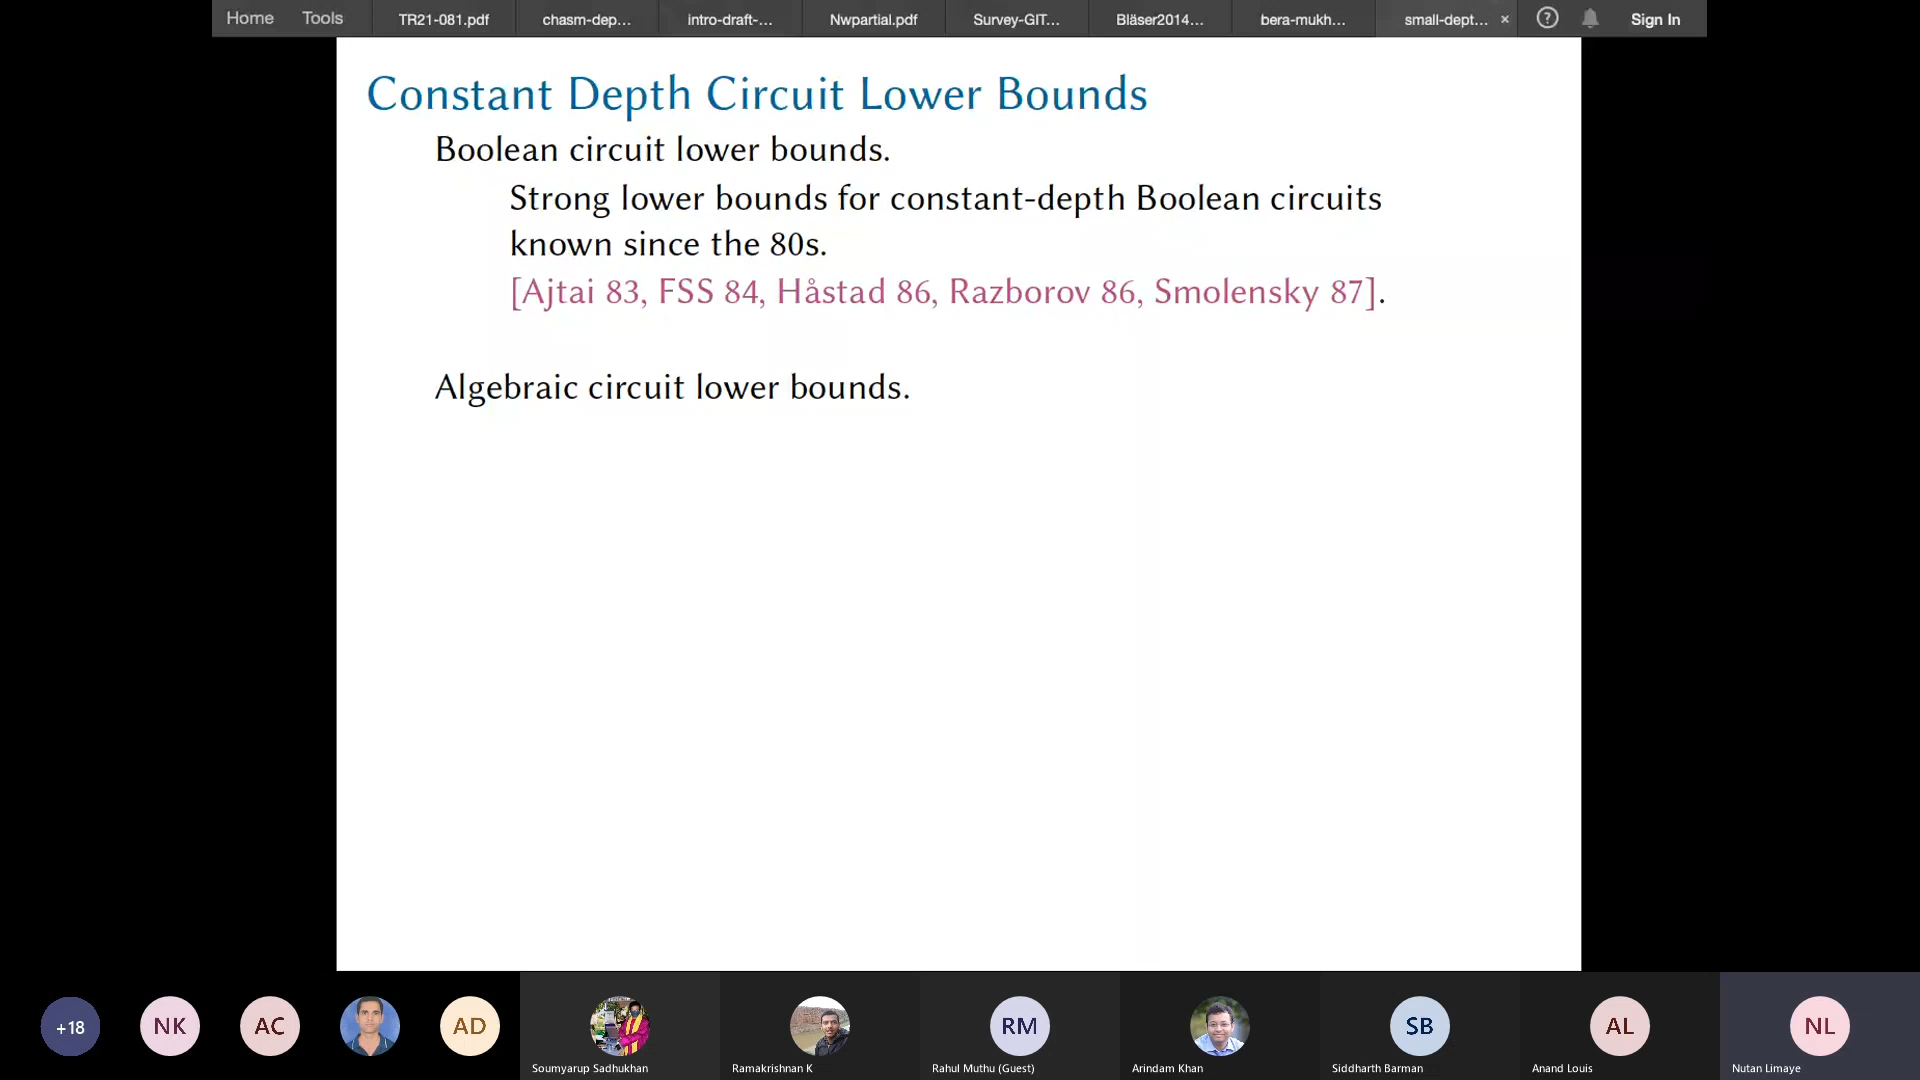 Home Tools TR21-081.pdf chasm-dep... intro-draft-... Nwpartial.pdf Survey-GIT... Bläser2014... bera-mukh... small-dept... × ? Sign In
Constant Depth Circuit Lower Bounds
Boolean circuit lower bounds.
Strong lower bounds for constant-depth Boolean circuits
known since the 80s.
[Ajtai 83, FSS 84, Håstad 86, Razborov 86, Smolensky 87].
Algebraic circuit lower bounds.
+18 NK AC AD RM SB AL NL
Soumyarup Sadhukhan Ramakrishnan K Rahul Muthu (Guest) Arindam Khan Siddharth Barman Anand Louis Nutan Limaye